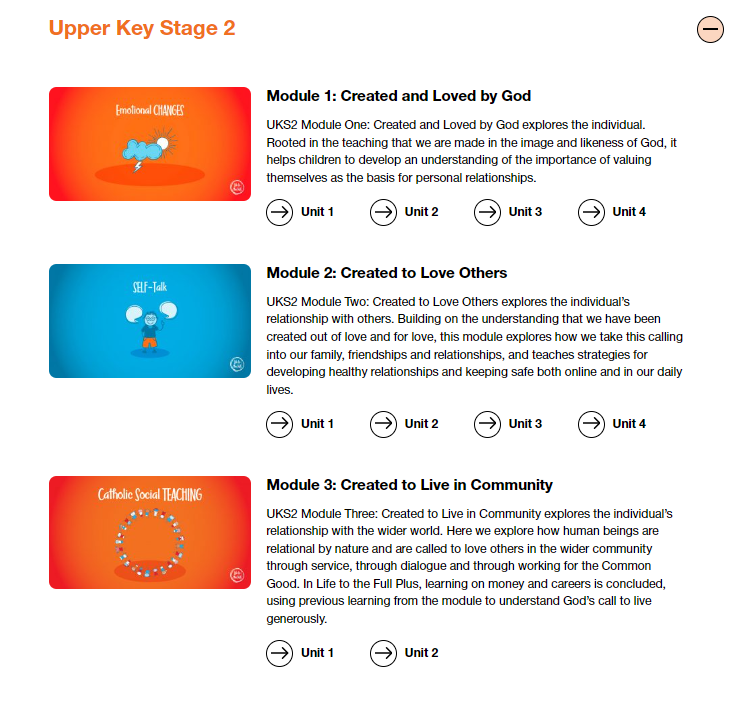 Upper Key Stage 2
Emotional CHANGES
Module 1: Created and Loved by God
UKS2 Module One: Created and Loved by God explores the individual.
Rooted in the teaching that we are made in the image and likeness of God, it
helps children to develop an understanding of the importance of valuing
themselves as the basis for personal relationships.
Unit 1 Unit 2 Unit 3 Unit 4
SELF-Talk
Module 2: Created to Love Others
UKS2 Module Two: Created to Love Others explores the individual’s
relationship with others. Building on the understanding that we have been
created out of love and for love, this module explores how we take this calling
into our family, friendships and relationships, and teaches strategies for
developing healthy relationships and keeping safe both online and in our daily
lives.
Unit 1 Unit 2 Unit 3 Unit 4
Catholic Social TEACHING
Module 3: Created to Live in Community
UKS2 Module Three: Created to Live in Community explores the individual’s
relationship with the wider world. Here we explore how human beings are
relational by nature and are called to love others in the wider community
through service, through dialogue and through working for the Common
Good. In Life to the Full Plus, learning on money and careers is concluded,
using previous learning from the module to understand God’s call to live
generously.
Unit 1 Unit 2